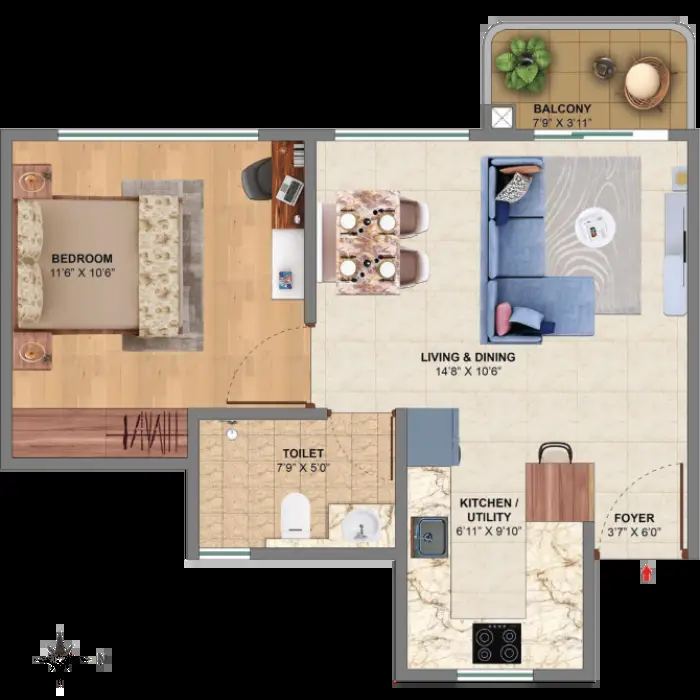 BALCONY
7'9" X 3'11"
BEDROOM
11'6" X 10'6"
LIVING & DINING
14'8" X 10'6"
TOILET
7'9" X 5'0"
KITCHEN /
UTILITY
6'11" X 9'10"
FOYER
3'7" X 6'0"
N